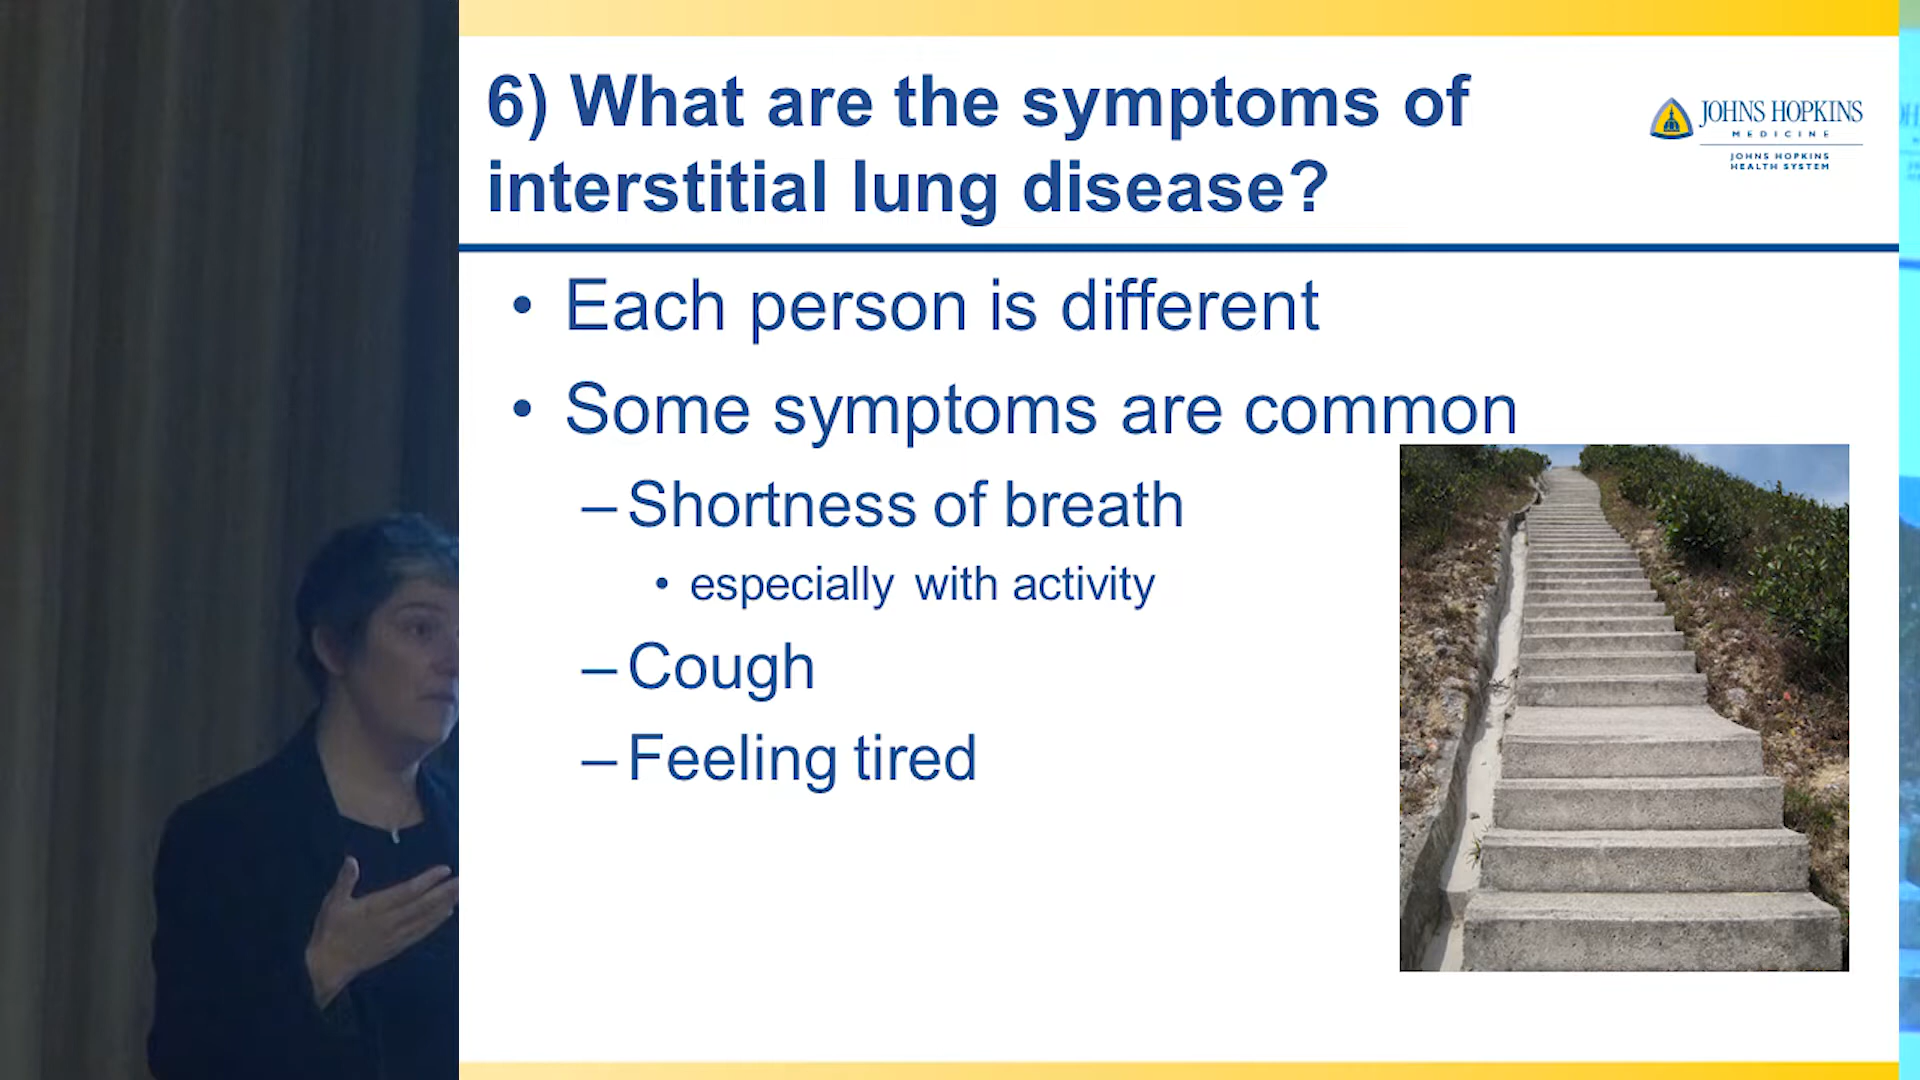 6) What are the symptoms of
interstitial lung disease?
JOHNS HOPKINS
MEDICINE
JOHNS HOPKINS
HEALTH SYSTEM
• Each person is different
• Some symptoms are common
– Shortness of breath
• especially with activity
– Cough
– Feeling tired